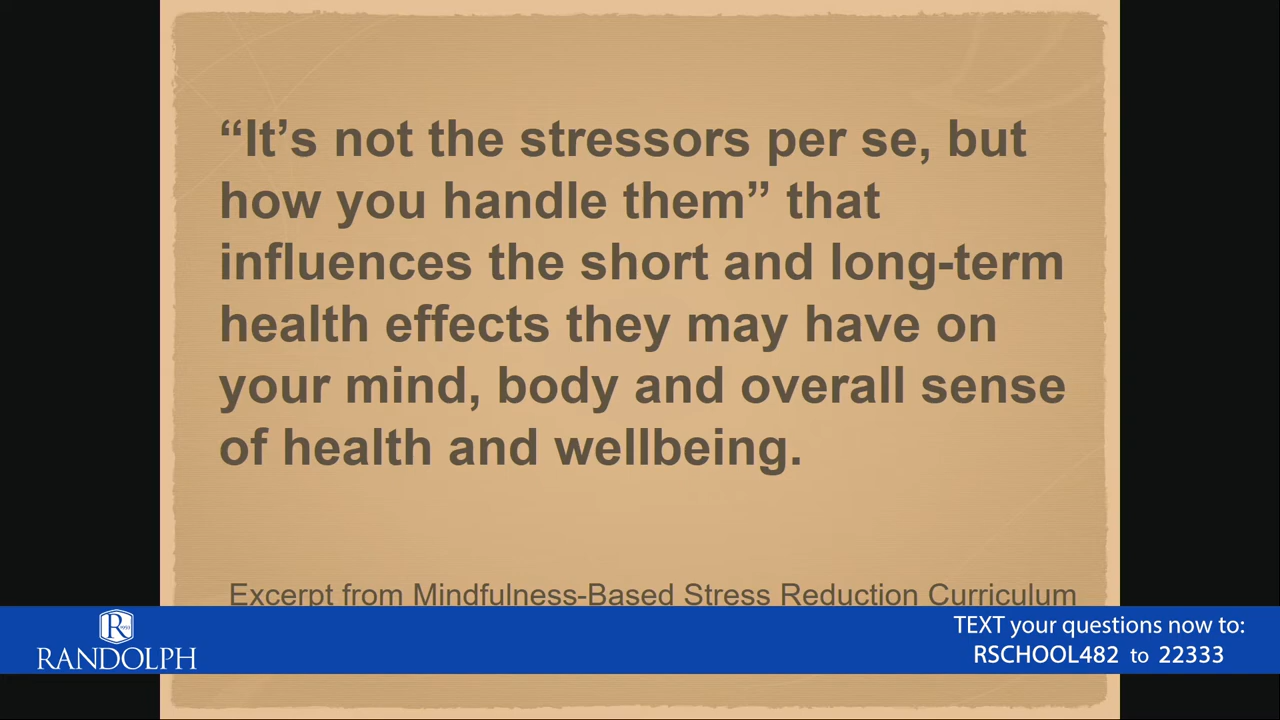 “It’s not the stressors per se, but
how you handle them” that
influences the short and long-term
health effects they may have on
your mind, body and overall sense
of health and wellbeing.
Excerpt from Mindfulness-Based Stress Reduction Curriculum
R
RANDOLPH
TEXT your questions now to:
RSCHOOL482 to 22333